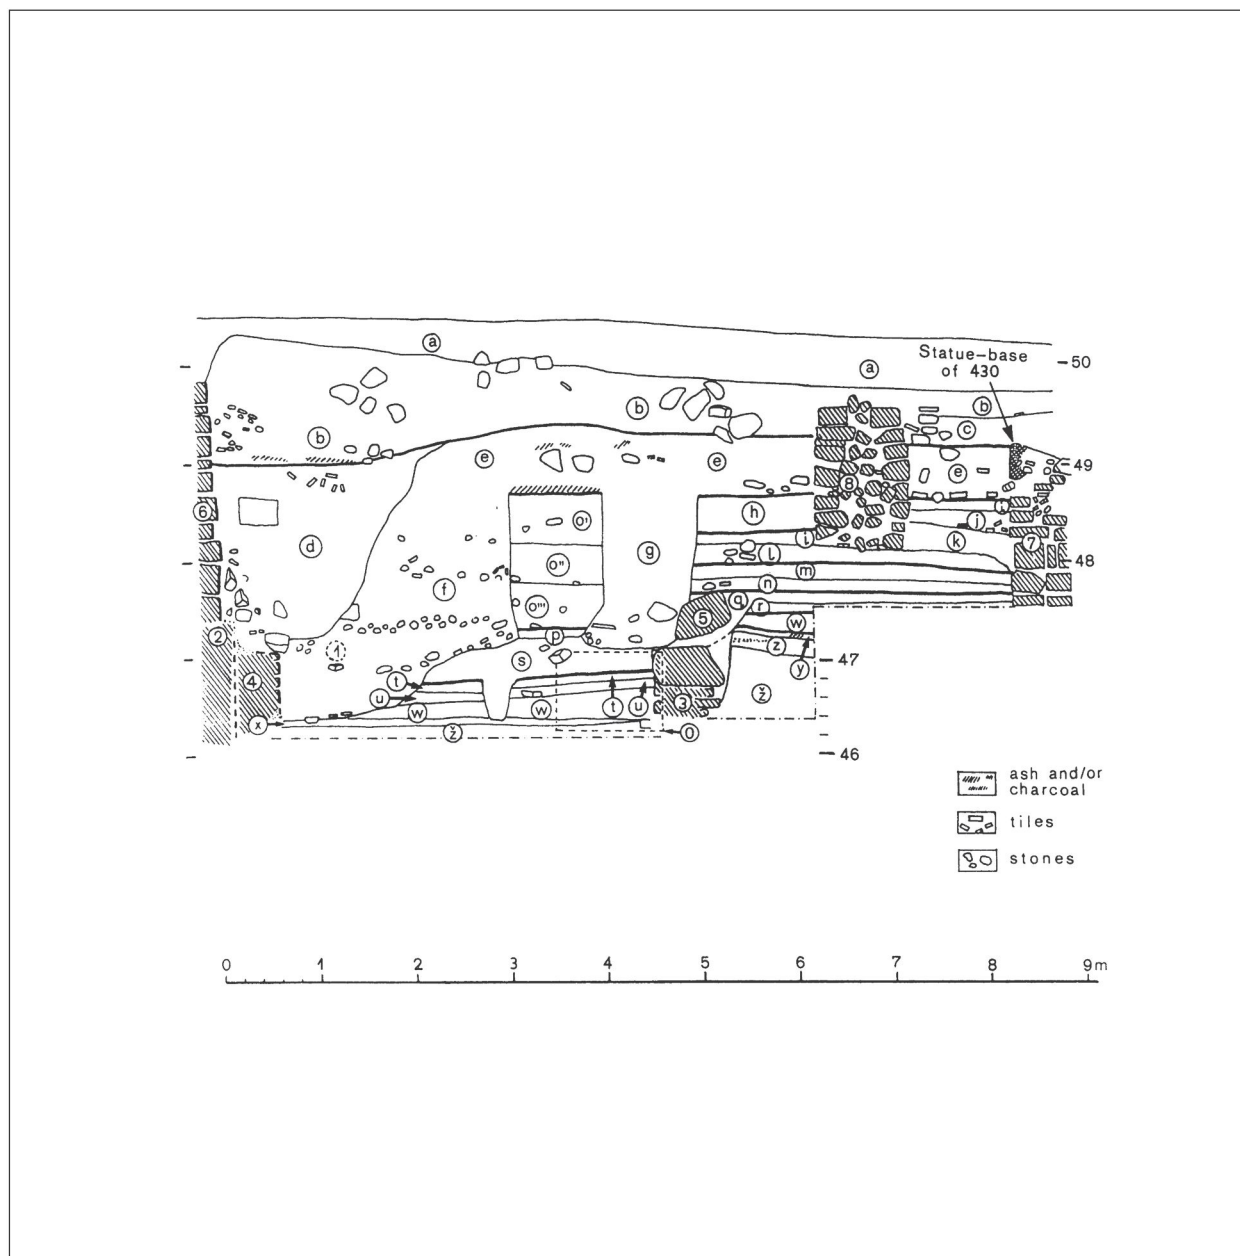 a
50
Statue-base
of 430
a
b
b
c
b
e
e
e
49
8
6
o'
h
i
i
j
d
g
k
7
o"
l
48
m
f
n
o'"
q
r
5
w
2
p
z
1
s
47
4
t
y
u
t
u
3
ž
w
w
x
ž
0
46
ash and/or
charcoal
tiles
stones
0 1 2 3 4 5 6 7 8 9m